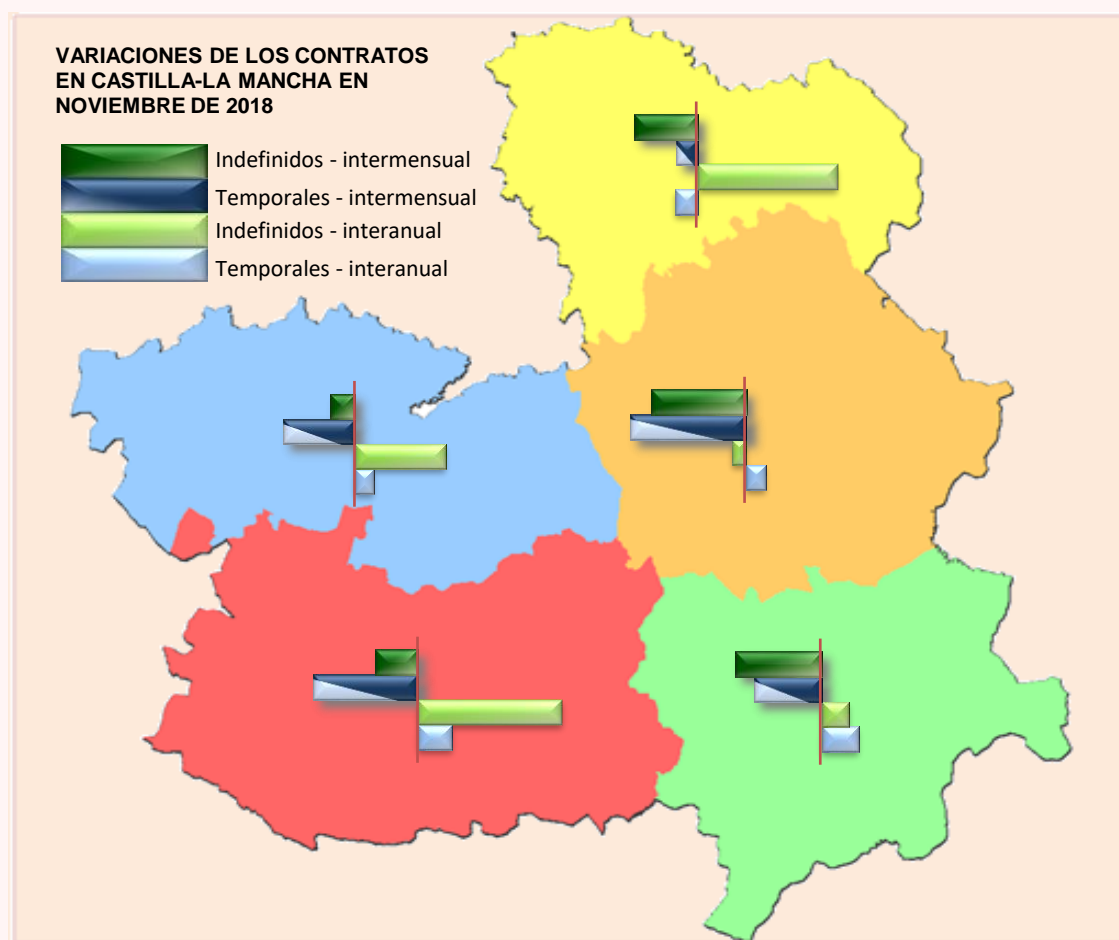 VARIACIONES DE LOS CONTRATOS
EN CASTILLA-LA MANCHA EN
NOVIEMBRE DE 2018
Indefinidos - intermensual
Temporales - intermensual
Indefinidos - interanual
Temporales - interanual